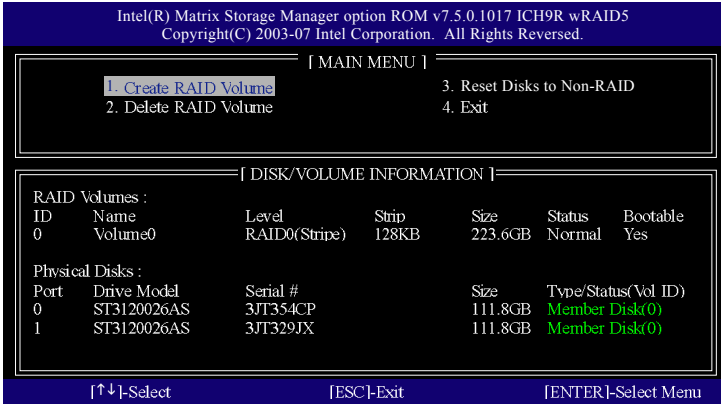 Intel(R) Matrix Storage Manager option ROM v7.5.0.1017 ICH9R wRAID5
Copyright(C) 2003-07 Intel Corporation. All Rights Reversed.
[ MAIN MENU ]
1. Create RAID Volume 3. Reset Disks to Non-RAID
2. Delete RAID Volume 4. Exit
[ DISK/VOLUME INFORMATION ]
RAID Volumes :
ID Name Level Strip Size Status Bootable
0 Volume0 RAID0(Stripe) 128KB 223.6GB Normal Yes
Physical Disks :
Port Drive Model Serial # Size Type/Status(Vol ID)
0 ST3120026AS 3JT354CP 111.8GB Member Disk(0)
1 ST3120026AS 3JT329JX 111.8GB Member Disk(0)
[↑↓]-Select [ESC]-Exit [ENTER]-Select Menu